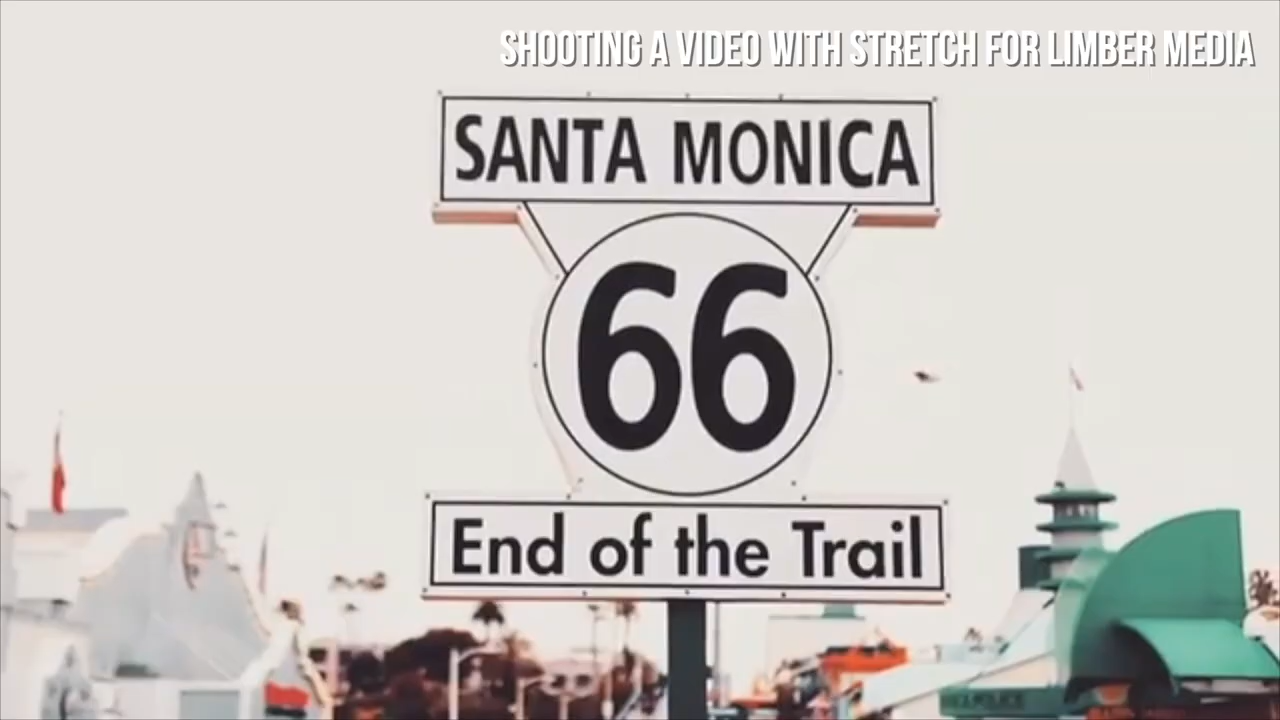 SHOOTING A VIDEO WITH STRETCH FOR LIMBER MEDIA
SANTA MONICA
66
End of the Trail